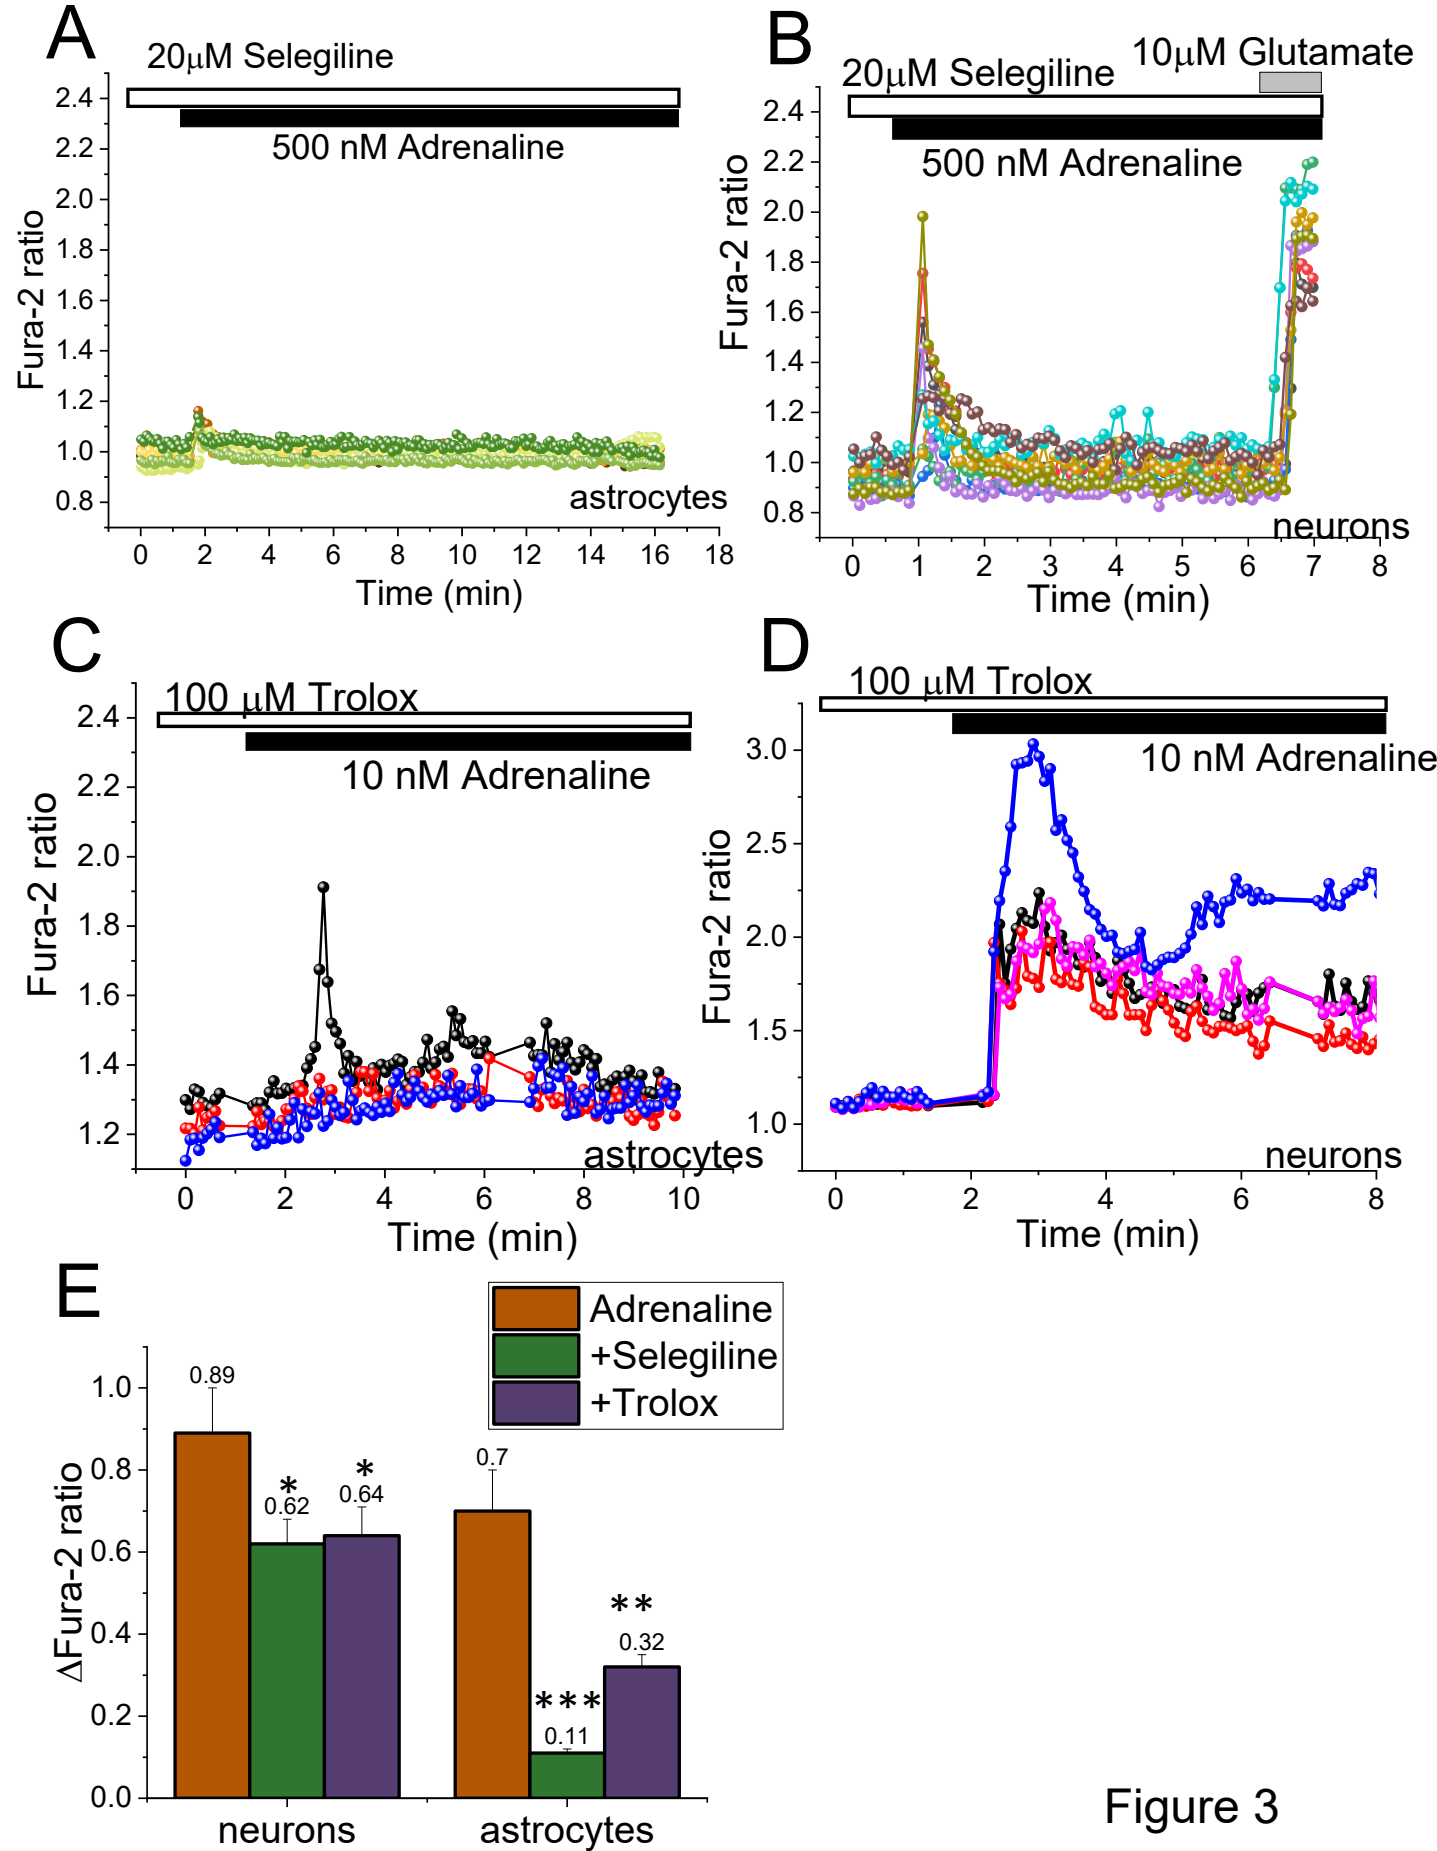 A
20μM Selegiline
500 nM Adrenaline
2.4
2.2
2.0
1.8
1.6
1.4
1.2
1.0
0.8
Fura-2 ratio
astrocytes
0 2 4 6 8 10 12 14 16 18
Time (min)
B
10μM Glutamate
20μM Selegiline
500 nM Adrenaline
2.4
2.2
2.0
1.8
1.6
1.4
1.2
1.0
0.8
Fura-2 ratio
neurons
0 1 2 3 4 5 6 7 8
Time (min)
C
100 μM Trolox
10 nM Adrenaline
2.4
2.2
2.0
1.8
1.6
1.4
1.2
Fura-2 ratio
astrocytes
0 2 4 6 8 10
Time (min)
D
100 μM Trolox
10 nM Adrenaline
3.0
2.5
2.0
1.5
1.0
Fura-2 ratio
neurons
0 2 4 6 8
Time (min)
E
Adrenaline
+Selegiline
+Trolox
1.0
0.8
0.6
0.4
0.2
0.0
ΔFura-2 ratio
0.89
*
0.62
*
0.64
0.7
***
0.11
**
0.32
neurons astrocytes
Figure 3